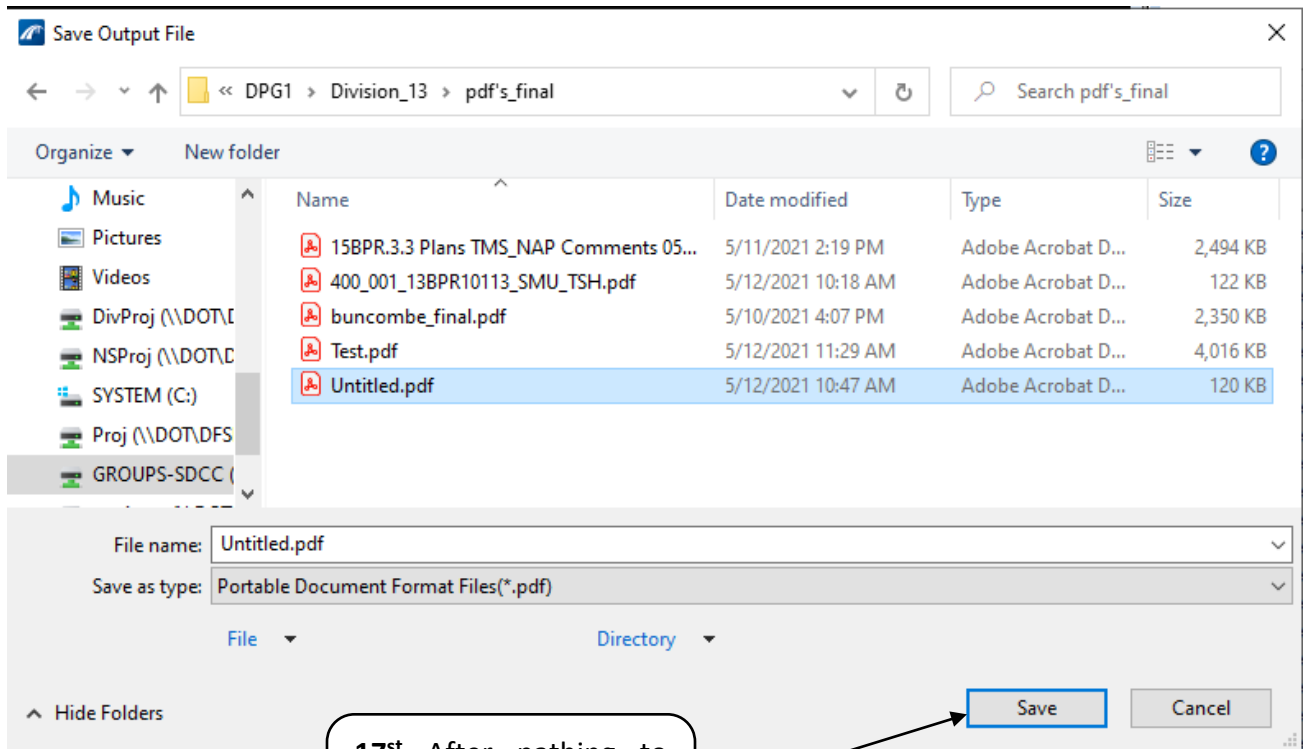 Save Output File
« DPG1 › Division_13 › pdf's_final
Search pdf's_final
Organize
New folder
?
Name Date modified Type Size
Music
Pictures
Videos
DivProj (\\DOT\D
NSProj (\\DOT\D
SYSTEM (C:)
Proj (\\DOT\DFS
GROUPS-SDCC (
15BPR.3.3 Plans TMS_NAP Comments 05... 5/11/2021 2:19 PM Adobe Acrobat D... 2,494 KB
400_001_13BPR10113_SMU_TSH.pdf 5/12/2021 10:18 AM Adobe Acrobat D... 122 KB
buncombe_final.pdf 5/10/2021 4:07 PM Adobe Acrobat D... 2,350 KB
Test.pdf 5/12/2021 11:29 AM Adobe Acrobat D... 4,016 KB
Untitled.pdf 5/12/2021 10:47 AM Adobe Acrobat D... 120 KB
File name: Untitled.pdf
Save as type: Portable Document Format Files(*.pdf)
File
Directory
Hide Folders
Save
Cancel
17st After pathing to